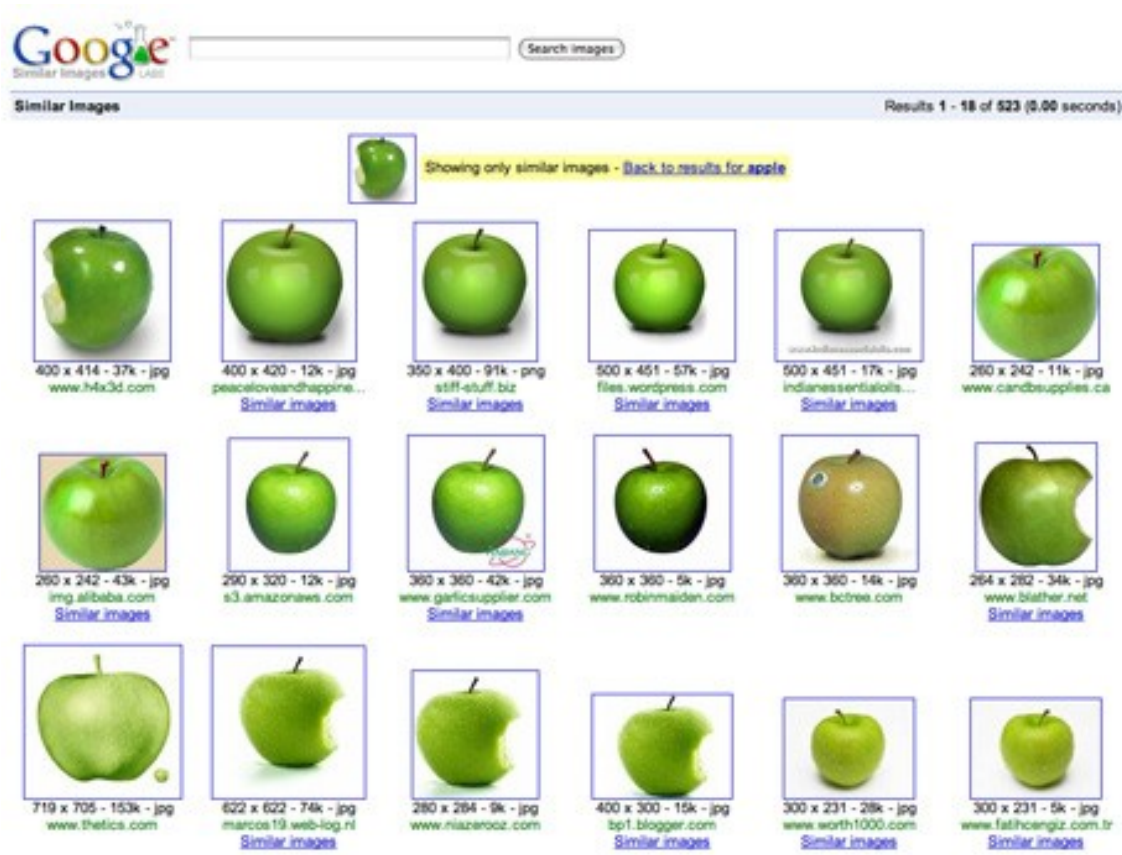 Google
Similar Images LABS
Search images
Similar Images
Results 1 - 18 of 523 (0.00 seconds)
Showing only similar images - Back to results for apple
400 x 414 - 37k - jpg
www.h4x3d.com
400 x 420 - 12k - jpg
peaceloveandhappine...
Similar images
350 x 400 - 91k - png
stiff-stuff.biz
Similar images
500 x 451 - 57k - jpg
files.wordpress.com
Similar images
500 x 451 - 17k - jpg
indianessentialoils...
Similar images
260 x 242 - 11k - jpg
www.candbsupplies.ca
260 x 242 - 43k - jpg
img.alibaba.com
Similar images
290 x 320 - 12k - jpg
s3.amazonaws.com
360 x 360 - 42k - jpg
www.garlicsupplier.com
Similar images
360 x 360 - 5k - jpg
www.robinmaiden.com
360 x 360 - 14k - jpg
www.bctree.com
264 x 282 - 34k - jpg
www.blather.net
Similar images
719 x 705 - 153k - jpg
www.thetics.com
622 x 622 - 74k - jpg
marcos19.web-log.nl
Similar images
280 x 284 - 9k - jpg
www.niazerooz.com
400 x 300 - 15k - jpg
bp1.blogger.com
Similar images
300 x 231 - 28k - jpg
www.worth1000.com
Similar images
300 x 231 - 5k - jpg
www.fatihcengiz.com.tr
Similar images